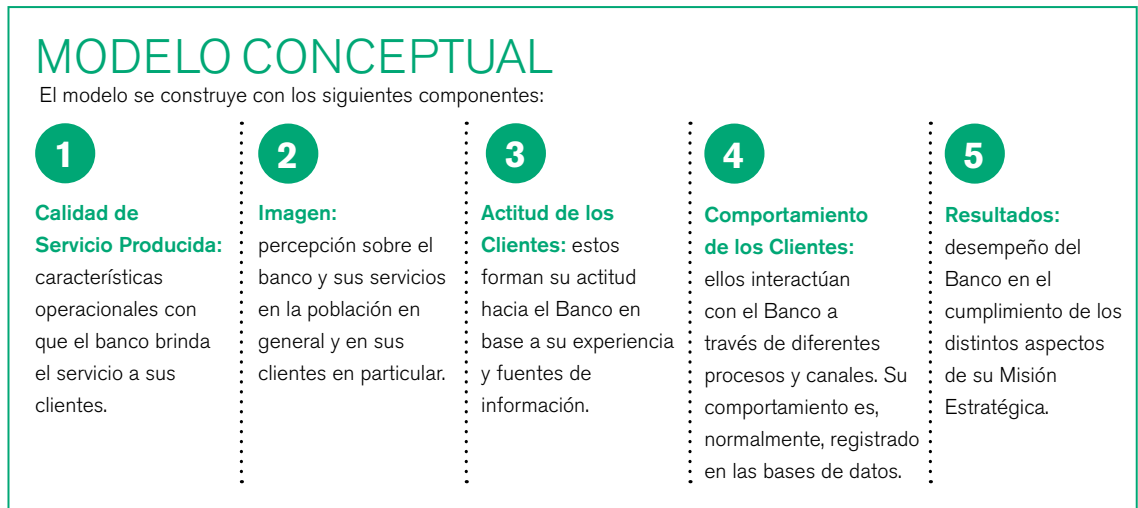 MODELO CONCEPTUAL
El modelo se construye con los siguientes componentes:
1
Calidad de
Servicio Producida:
características
operacionales con
que el banco brinda
el servicio a sus
clientes.
2
Imagen:
percepción sobre el
banco y sus servicios
en la población en
general y en sus
clientes en particular.
3
Actitud de los
Clientes: estos
forman su actitud
hacia el Banco en
base a su experiencia
y fuentes de
información.
4
Comportamiento
de los Clientes:
ellos interactúan
con el Banco a
través de diferentes
procesos y canales. Su
comportamiento es,
normalmente, registrado
en las bases de datos.
5
Resultados:
desempeño del
Banco en el
cumplimiento de los
distintos aspectos
de su Misión
Estratégica.